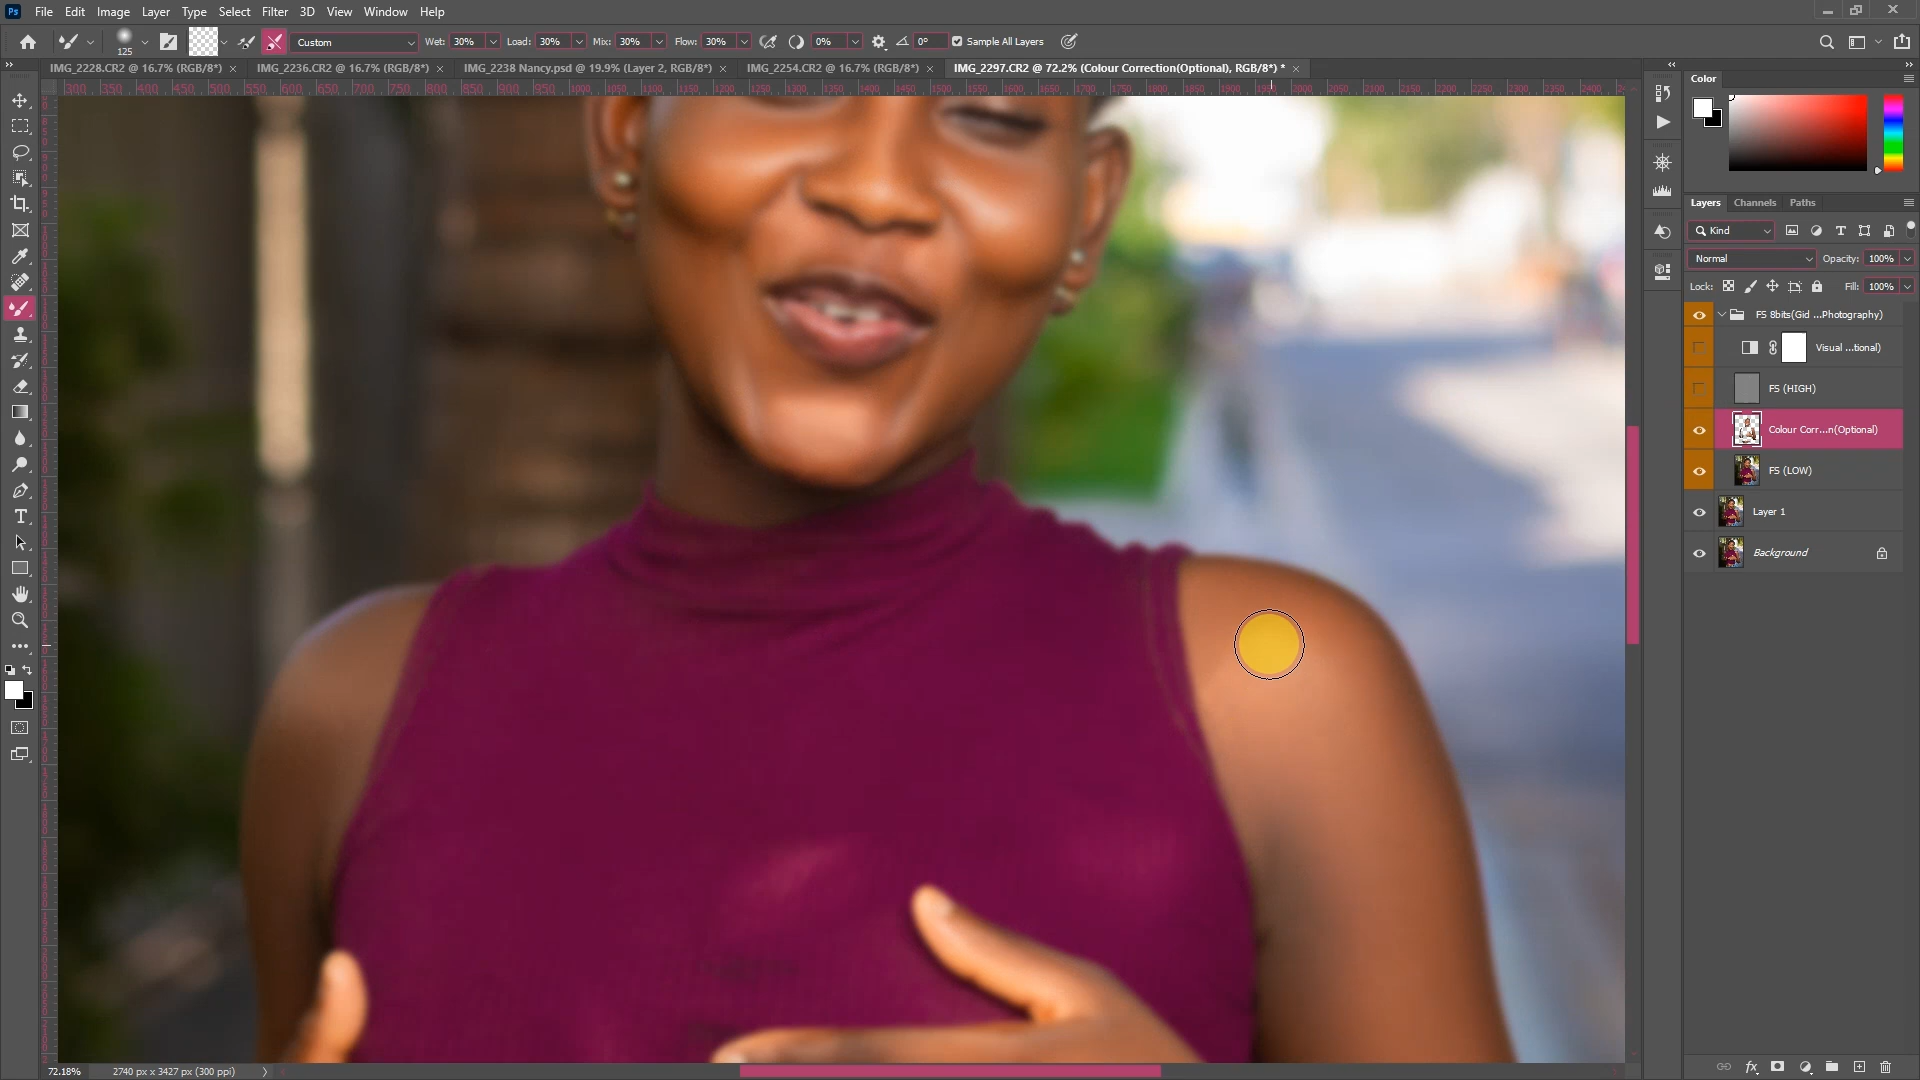 Ps File Edit Image Layer Type Select Filter 3D View Window Help
125 Custom Wet: 30% Load: 30% Mix: 30% Flow: 30% 0% 0° Sample All Layers
IMG_2228.CR2 @ 16.7% (RGB/8*) × IMG_2236.CR2 @ 16.7% (RGB/8*) × IMG_2238 Nancy.psd @ 19.9% (Layer 2, RGB/8*) × IMG_2254.CR2 @ 16.7% (RGB/8*) × IMG_2297.CR2 @ 72.2% (Colour Correction(Optional), RGB/8*) * ×
Color
Layers Channels Paths
Kind
Normal Opacity: 100%
Lock: Fill: 100%
FS 8bits(Gid ...Photography)
Visual ...tional)
FS (HIGH)
Colour Corr...n(Optional)
FS (LOW)
Layer 1
Background
72.18% 2740 px x 3427 px (300 ppi)